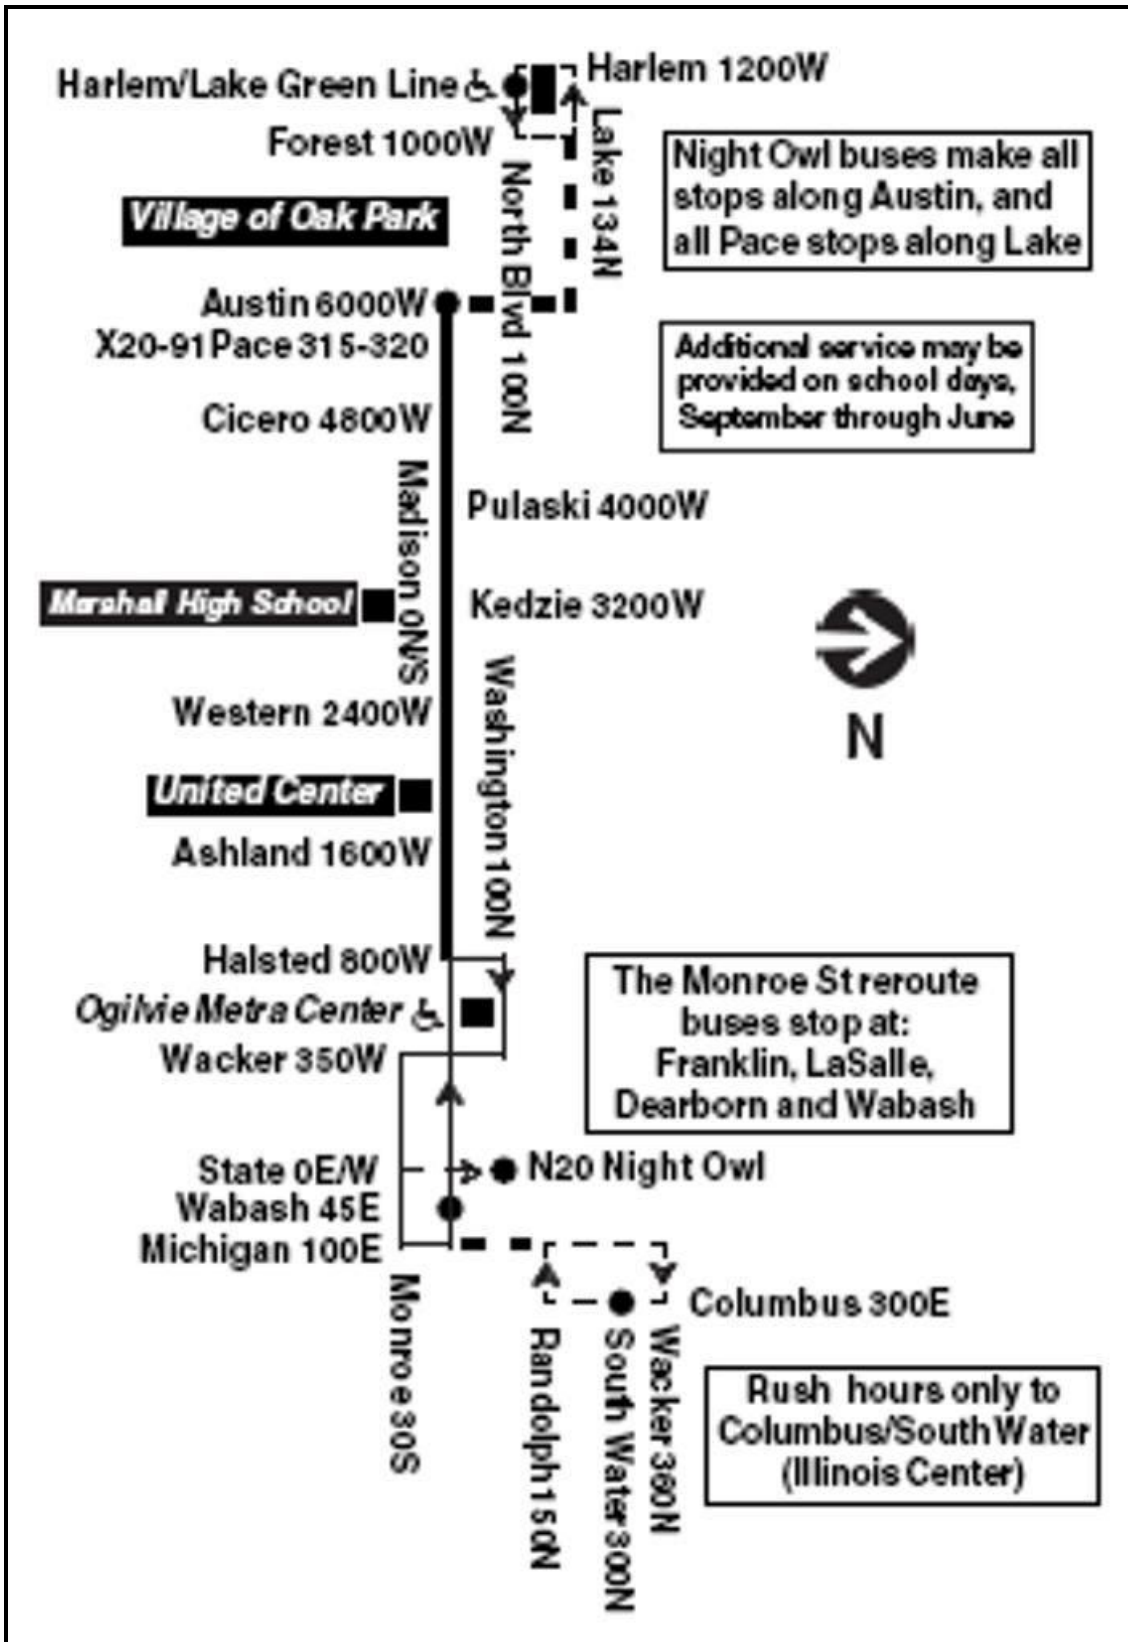 Harlem/Lake Green Line
Harlem 1200W
Forest 1000W
Lake 134N
North Blvd 100N
Night Owl buses make all
stops along Austin, and
all Pace stops along Lake
Village of Oak Park
Austin 6000W
X20-91 Pace 315-320
Additional service may be
provided on school days,
September through June
Cicero 4800W
Madison 0N/S
Pulaski 4000W
Marshall High School
Kedzie 3200W
N
Western 2400W
Washington 100N
United Center
Ashland 1600W
Halsted 800W
Ogilvie Metra Center
Wacker 350W
The Monroe St reroute
buses stop at:
Franklin, LaSalle,
Dearborn and Wabash
State 0E/W
N20 Night Owl
Wabash 45E
Michigan 100E
Monroe 30S
Columbus 300E
Randolph 150N
South Water 300N
Wacker 360N
Rush hours only to
Columbus/South Water
(Illinois Center)